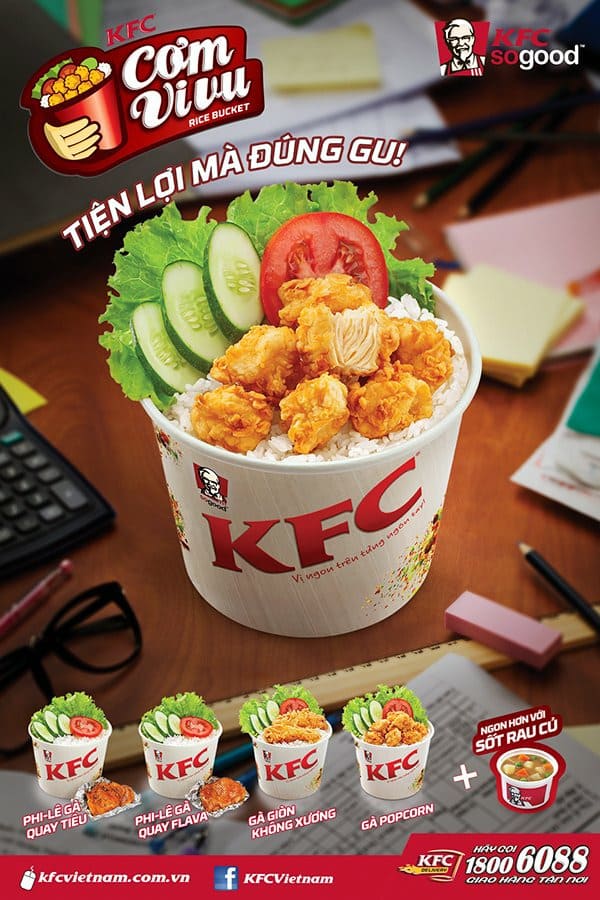 KFC
Cơm
Vi vu
RICE BUCKET
KFC
sogood™
TIỆN LỢI MÀ ĐÚNG GU!
so
good™
KFC
Vị ngon trên từng ngón tay!
KFC
KFC
KFC
KFC
PHI-LÊ GÀ
QUAY TIÊU
PHI-LÊ GÀ
QUAY FLAVA
GÀ GIÒN
KHÔNG XƯƠNG
GÀ POPCORN
+
NGON HƠN VỚI
SỐT RAU CỦ
KFC
kfcvietnam.com.vn
KFCVietnam
KFC
DELIVERY
HÃY GỌI
1800 6088
GIAO HÀNG TẬN NƠI